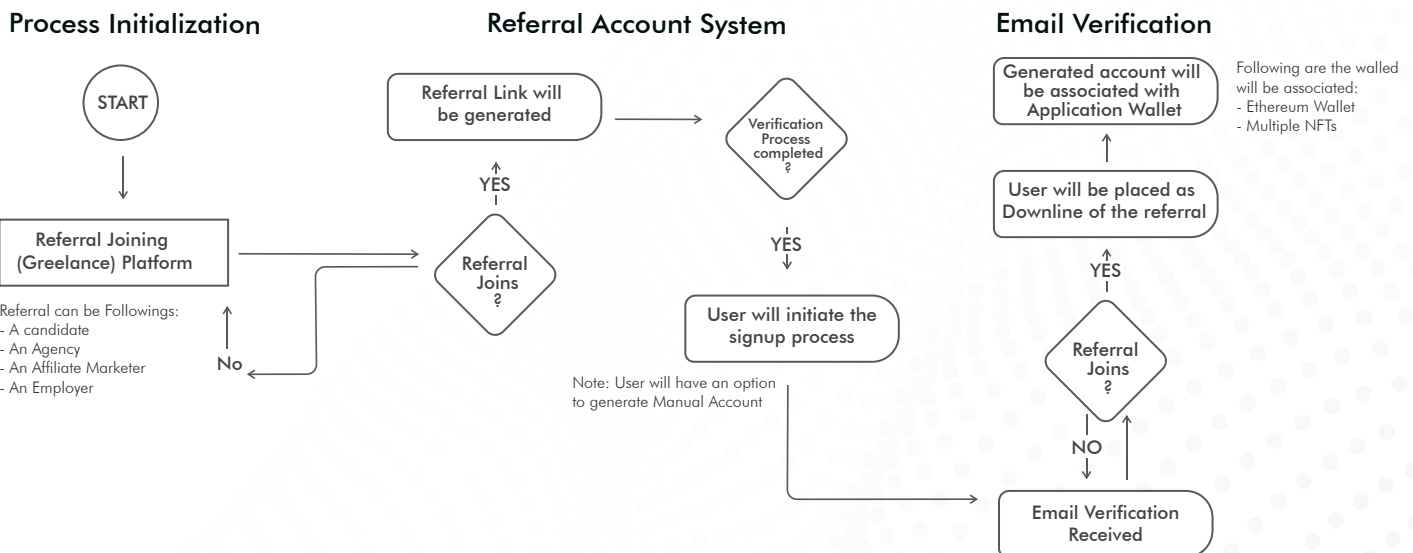 Process Initialization
START
Referral Joining
(Greelance) Platform
Referral can be Followings:
- A candidate
- An Agency
- An Affiliate Marketer
- An Employer
No
Referral Account System
Referral Link will
be generated
YES
Referral
Joins
?
Verification
Process
completed
?
YES
User will initiate the
signup process
Note: User will have an option
to generate Manual Account
Email Verification
Generated account will
be associated with
Application Wallet
Following are the walled
will be associated:
- Ethereum Wallet
- Multiple NFTs
User will be placed as
Downline of the referral
YES
Referral
Joins
?
NO
Email Verification
Received